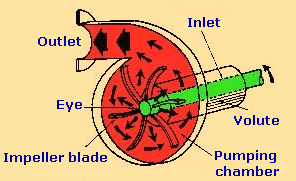 Inlet
Outlet
Eye
Volute
Impeller blade
Pumping
chamber